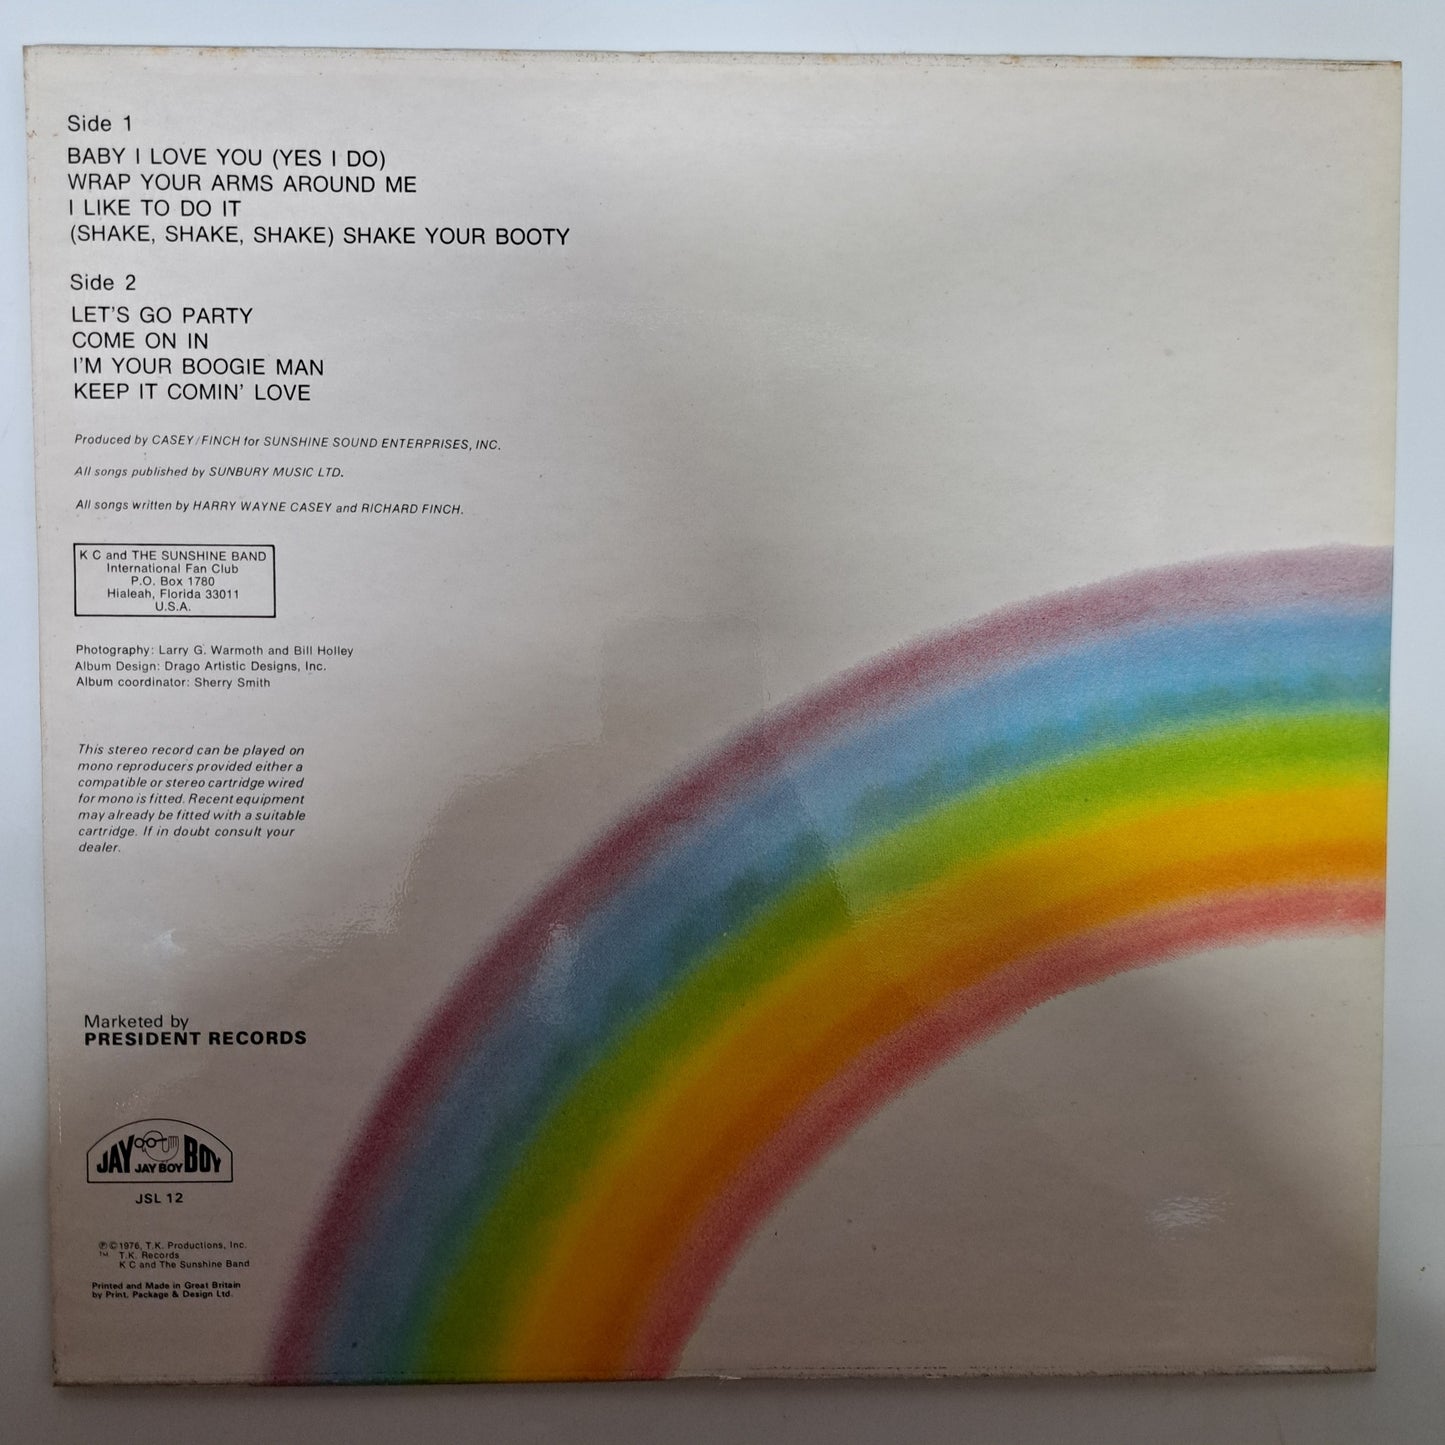 Side 1
BABY I LOVE YOU (YES I DO)
WRAP YOUR ARMS AROUND ME
I LIKE TO DO IT
(SHAKE, SHAKE, SHAKE) SHAKE YOUR BOOTY
Side 2
LET'S GO PARTY
COME ON IN
I'M YOUR BOOGIE MAN
KEEP IT COMIN' LOVE
Produced by CASEY/FINCH for SUNSHINE SOUND ENTERPRISES, INC.
All songs published by SUNBURY MUSIC LTD.
All songs written by HARRY WAYNE CASEY and RICHARD FINCH.
K C and THE SUNSHINE BAND
International Fan Club
P.O. Box 1780
Hialeah, Florida 33011
U.S.A.
Photography: Larry G. Warmoth and Bill Holley
Album Design: Drago Artistic Designs, Inc.
Album coordinator: Sherry Smith
This stereo record can be played on
mono reproducers provided either a
compatible or stereo cartridge wired
for mono is fitted. Recent equipment
may already be fitted with a suitable
cartridge. If in doubt consult your
dealer.
Marketed by
PRESIDENT RECORDS
JAY BOY
JAY BOY
JSL 12
℗©1976, T.K. Productions, Inc.
™ T.K. Records
K C and The Sunshine Band
Printed and Made in Great Britain
by Print, Package & Design Ltd.